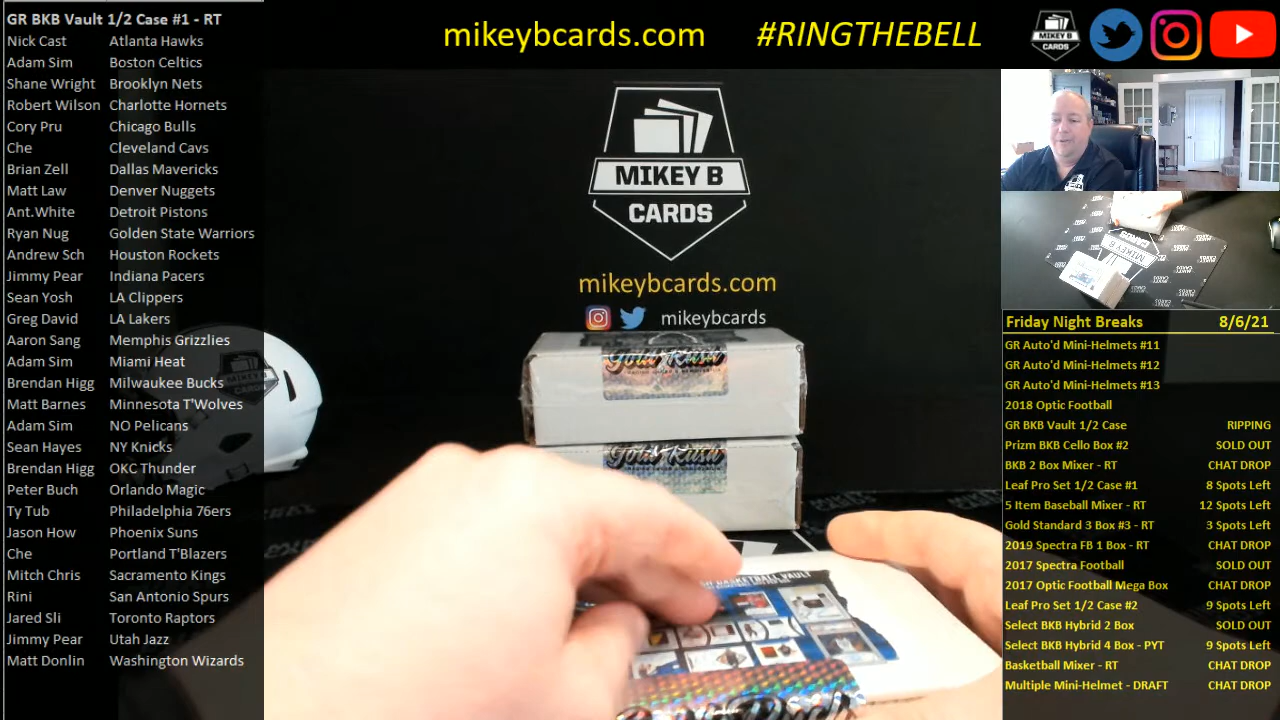 GR BKB Vault 1/2 Case #1 - RT
Nick Cast Atlanta Hawks
Adam Sim Boston Celtics
Shane Wright Brooklyn Nets
Robert Wilson Charlotte Hornets
Cory Pru Chicago Bulls
Che Cleveland Cavs
Brian Zell Dallas Mavericks
Matt Law Denver Nuggets
Ant.White Detroit Pistons
Ryan Nug Golden State Warriors
Andrew Sch Houston Rockets
Jimmy Pear Indiana Pacers
Sean Yosh LA Clippers
Greg David LA Lakers
Aaron Sang Memphis Grizzlies
Adam Sim Miami Heat
Brendan Higg Milwaukee Bucks
Matt Barnes Minnesota T'Wolves
Adam Sim NO Pelicans
Sean Hayes NY Knicks
Brendan Higg OKC Thunder
Peter Buch Orlando Magic
Ty Tub Philadelphia 76ers
Jason How Phoenix Suns
Che Portland T'Blazers
Mitch Chris Sacramento Kings
Rini San Antonio Spurs
Jared Sli Toronto Raptors
Jimmy Pear Utah Jazz
Matt Donlin Washington Wizards
mikeybcards.com #RINGTHEBELL
MIKEY B
CARDS
MIKEY B
CARDS
mikeybcards.com
mikeybcards
Gold Rush
Gold Rush
BASKETBALL VAULT
MIKEY B
CARDS
Friday Night Breaks 8/6/21
GR Auto'd Mini-Helmets #11
GR Auto'd Mini-Helmets #12
GR Auto'd Mini-Helmets #13
2018 Optic Football
GR BKB Vault 1/2 Case RIPPING
Prizm BKB Cello Box #2 SOLD OUT
BKB 2 Box Mixer - RT CHAT DROP
Leaf Pro Set 1/2 Case #1 8 Spots Left
5 Item Baseball Mixer - RT 12 Spots Left
Gold Standard 3 Box #3 - RT 3 Spots Left
2019 Spectra FB 1 Box - RT CHAT DROP
2017 Spectra Football SOLD OUT
2017 Optic Football Mega Box CHAT DROP
Leaf Pro Set 1/2 Case #2 9 Spots Left
Select BKB Hybrid 2 Box SOLD OUT
Select BKB Hybrid 4 Box - PYT 9 Spots Left
Basketball Mixer - RT CHAT DROP
Multiple Mini-Helmet - DRAFT CHAT DROP